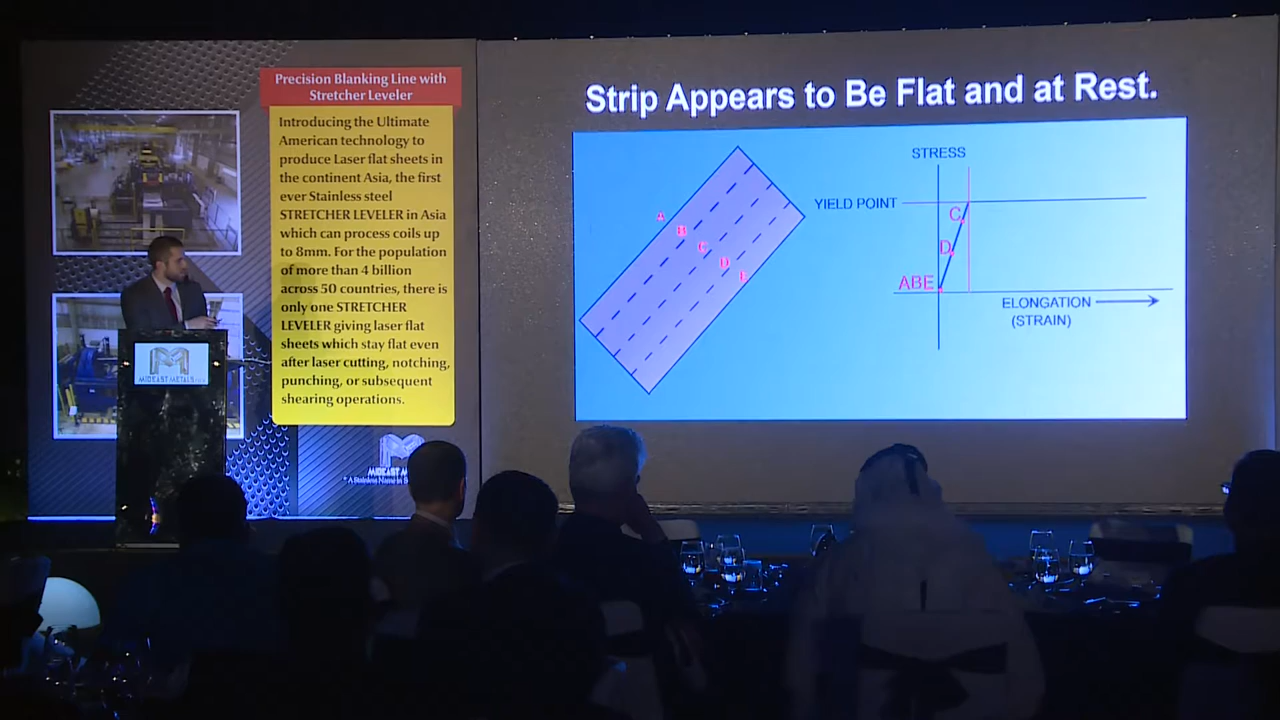 Precision Blanking Line with
Stretcher Leveler
Introducing the Ultimate
American technology to
produce Laser flat sheets in
the continent Asia, the first
ever Stainless steel
STRETCHER LEVELER in Asia
which can process coils up
to 8mm. For the population
of more than 4 billion
across 50 countries, there is
only one STRETCHER
LEVELER giving laser flat
sheets which stay flat even
after laser cutting, notching,
punching, or subsequent
shearing operations.
MIDEAST M
"A Stainless Name in S
MIDEAST METALS
Strip Appears to Be Flat and at Rest.
A
B
C
D
E
STRESS
YIELD POINT
C
D
ABE
ELONGATION
(STRAIN)